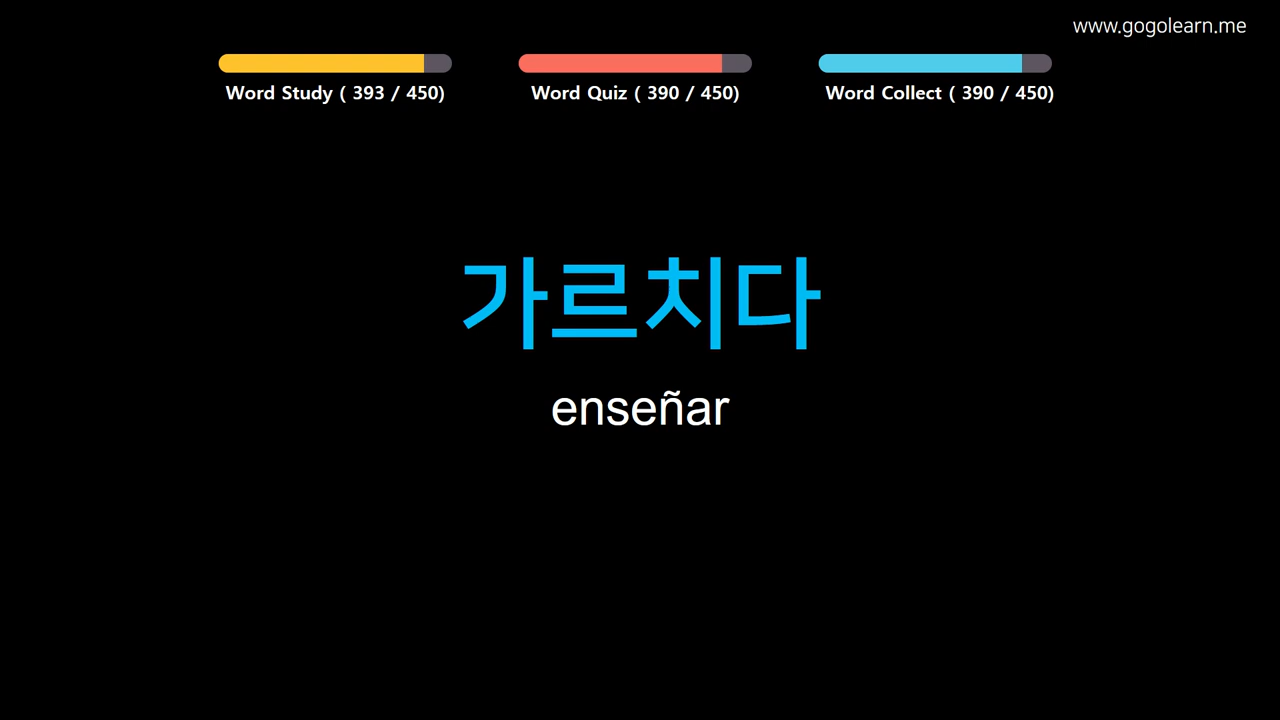 www.gogolearn.me
Word Study ( 393 / 450)
Word Quiz ( 390 / 450)
Word Collect ( 390 / 450)
가르치다
enseñar